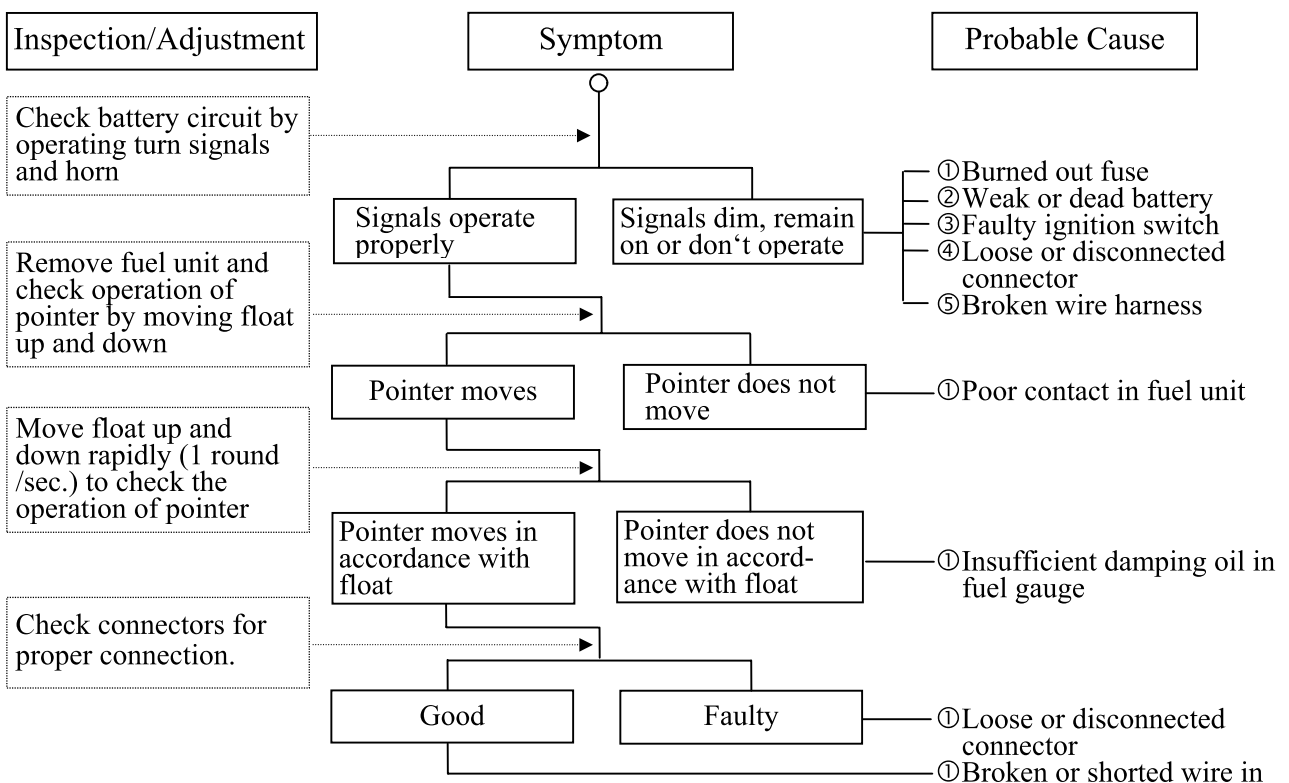 Inspection/Adjustment
Symptom
Probable Cause
Check battery circuit by
operating turn signals
and horn
Signals operate
properly
Signals dim, remain
on or don‘t operate
①Burned out fuse
②Weak or dead battery
③Faulty ignition switch
④Loose or disconnected
connector
⑤Broken wire harness
Remove fuel unit and
check operation of
pointer by moving float
up and down
Pointer moves
Pointer does not
move
①Poor contact in fuel unit
Move float up and
down rapidly (1 round
/sec.) to check the
operation of pointer
Pointer moves in
accordance with
float
Pointer does not
move in accord-
ance with float
①Insufficient damping oil in
fuel gauge
Check connectors for
proper connection.
Good
Faulty
①Loose or disconnected
connector
①Broken or shorted wire in